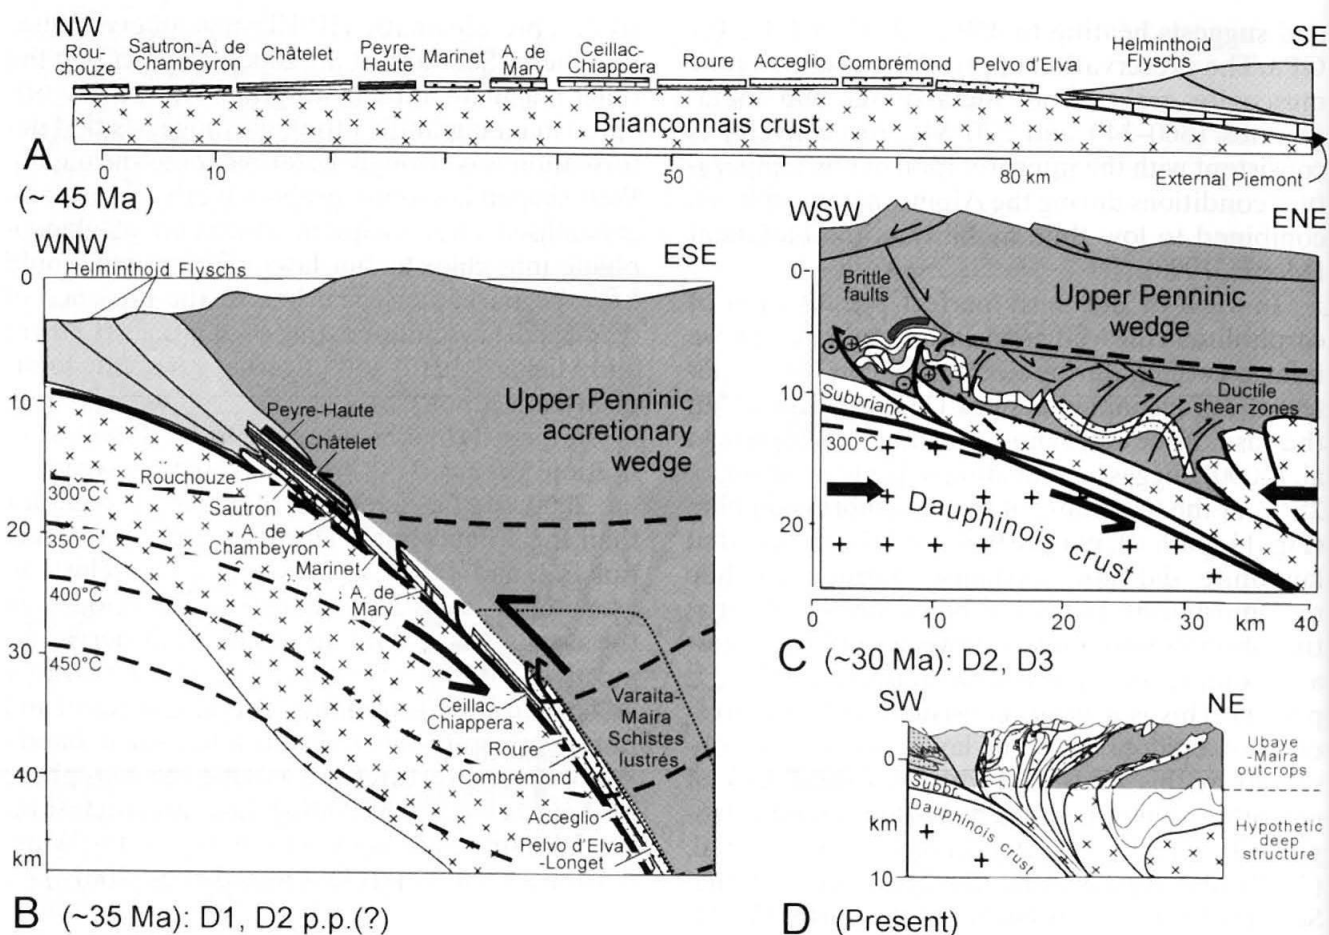 NW
SE
Rou-
chouze
Sautron-A. de
Chambeyron
Châtelet
Peyre-
Haute
Marinet
A. de
Mary
Ceillac-
Chiappera
Roure
Acceglio
Combrémond
Pelvo d'Elva
Helminthoid
Flyschs
Briançonnais crust
A
0
10
50
80 km
External Piemont
(~ 45 Ma)
WNW
ESE
Helminthoid Flyschs
0
10
20
30
40
km
Peyre-Haute
Châtelet
Upper Penninic
accretionary
wedge
Rouchouze
300°C
Sautron
350°C
A. de
Chambeyron
Marinet
400°C
A. de
Mary
450°C
Ceillac-
Chiappera
Varaita-
Maira
Schistes
lustrés
Roure
Combrémond
Acceglio
Pelvo d'Elva
-Longet
B (~35 Ma): D1, D2 p.p.(?)
WSW
ENE
0
10
20
Brittle
faults
Upper Penninic
wedge
Ductile
shear zones
Subbrianç
300°C
Dauphinois crust
0
10
20
30
km
40
C (~30 Ma): D2, D3
SW
NE
0
km
10
Subbr.
Dauphinois crust
Ubaye
-Maira
outcrops
Hypothetic
deep
structure
D (Present)